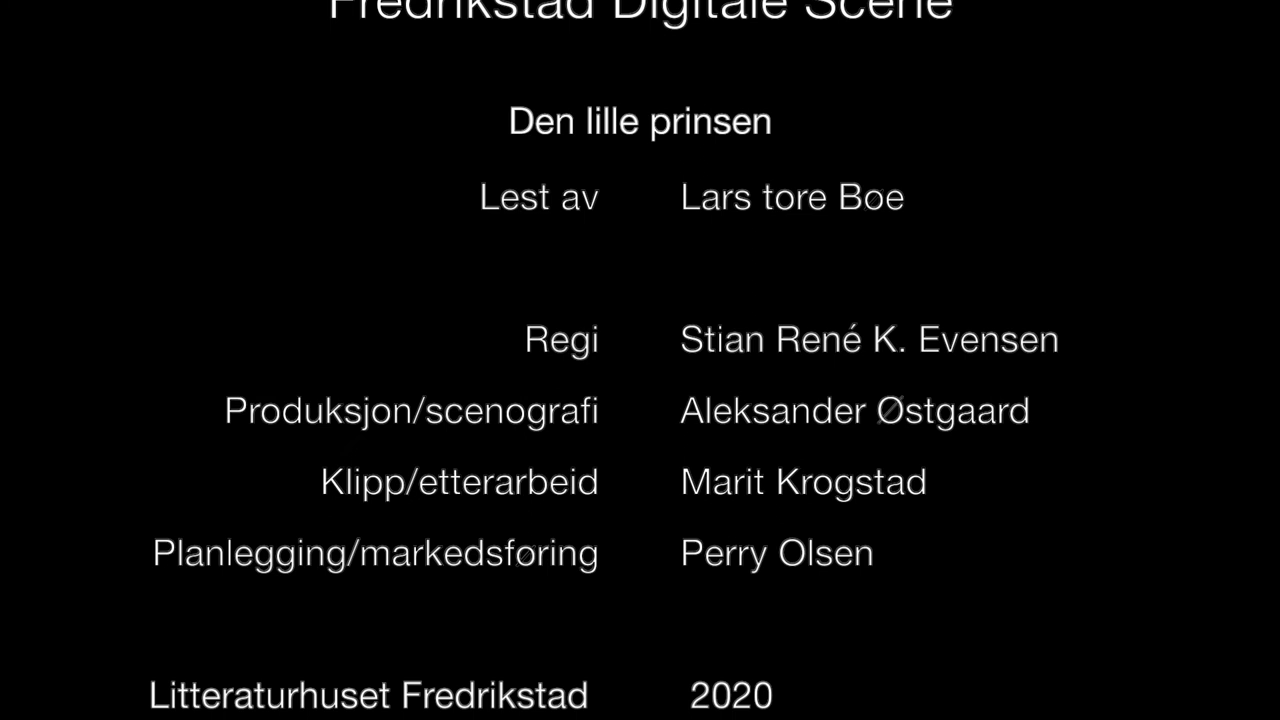 Fredrikstad Digitale Scene
Den lille prinsen
Lest av Lars tore Bøe
Regi Stian René K. Evensen
Produksjon/scenografi Aleksander Østgaard
Klipp/etterarbeid Marit Krogstad
Planlegging/markedsføring Perry Olsen
Litteraturhuset Fredrikstad 2020